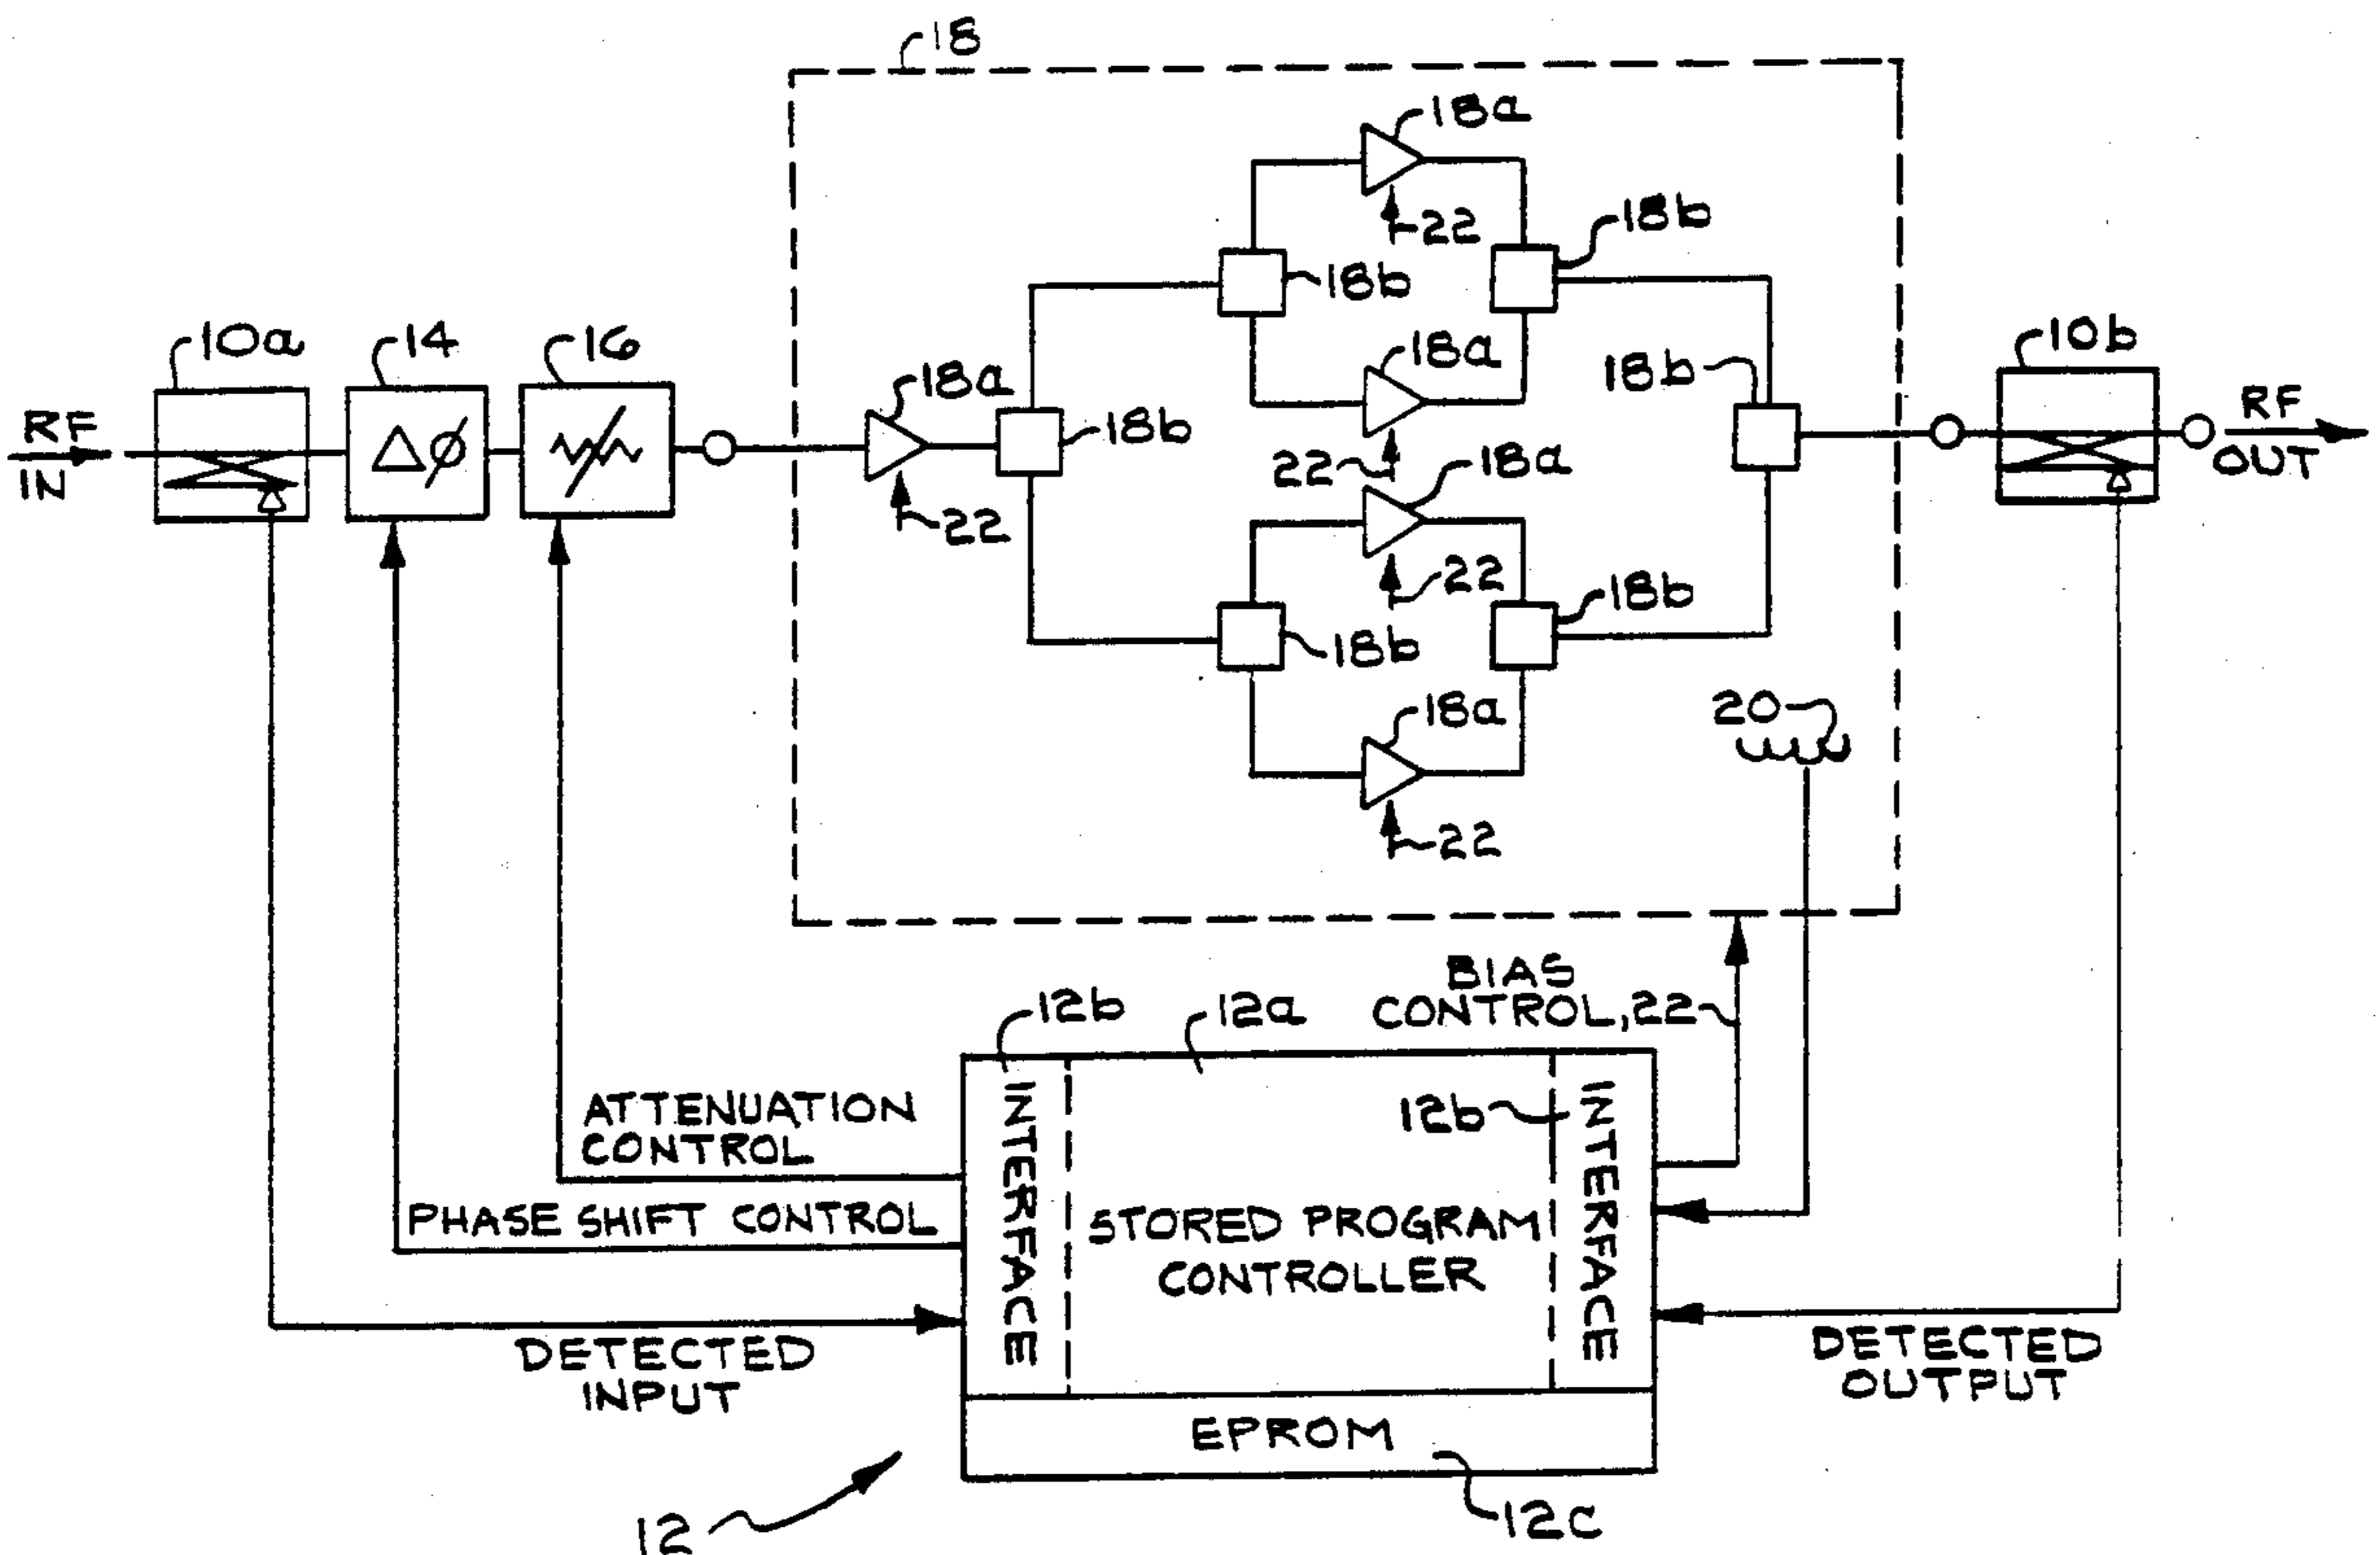 18
18a
22
18b
18b
10a
14
16
18a
18b
10b
RF
IN
18a
18b
18b
RF
OUT
22
18a
22
22
18b
18b
18a
20
22
BIAS
CONTROL, 22
12b
12a
ATTENUATION
CONTROL
12b
INTERFACE
INTERFACE
PHASE SHIFT CONTROL
STORED PROGRAM
CONTROLLER
DETECTED
INPUT
DETECTED
OUTPUT
EPROM
12
12c